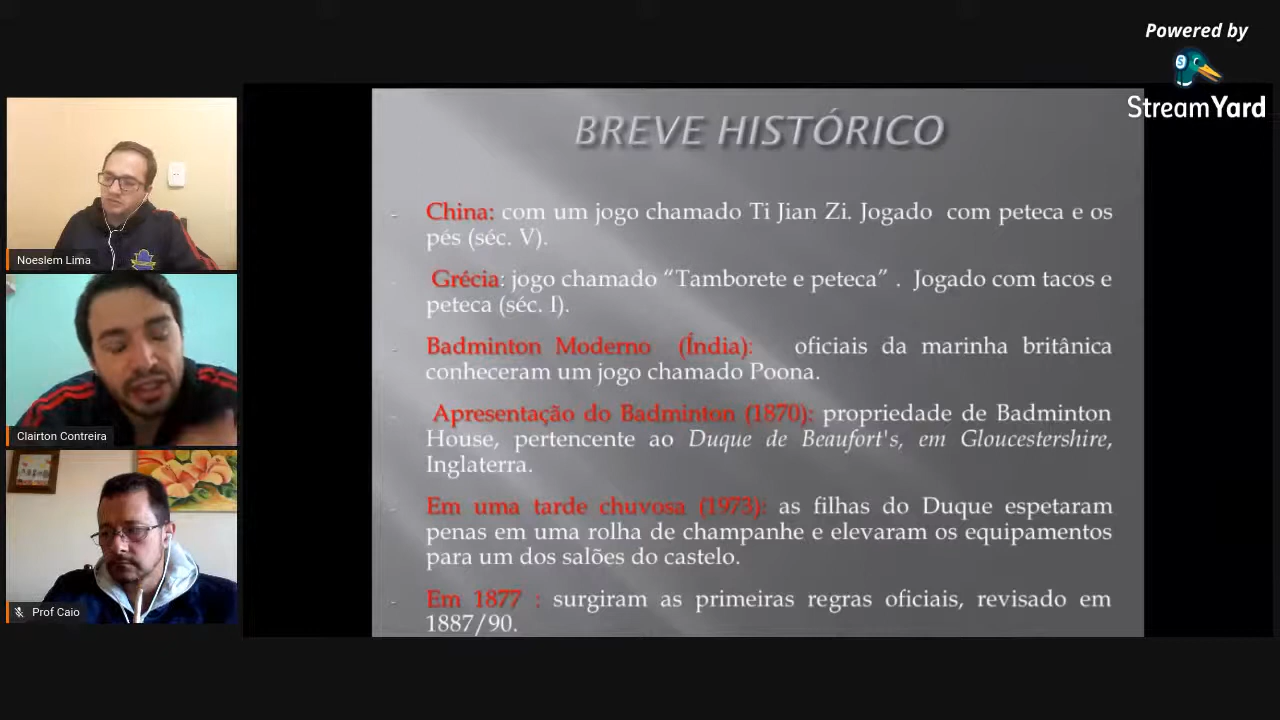 Powered by
StreamYard
BREVE HISTÓRICO
- China: com um jogo chamado Ti Jian Zi. Jogado com peteca e os
pés (séc. V).
- Grécia: jogo chamado “Tamborete e peteca” . Jogado com tacos e
peteca (séc. I).
- Badminton Moderno (Índia): oficiais da marinha britânica
conheceram um jogo chamado Poona.
- Apresentação do Badminton (1870): propriedade de Badminton
House, pertencente ao Duque de Beaufort's, em Gloucestershire,
Inglaterra.
- Em uma tarde chuvosa (1973): as filhas do Duque espetaram
penas em uma rolha de champanhe e elevaram os equipamentos
para um dos salões do castelo.
- Em 1877 : surgiram as primeiras regras oficiais, revisado em
1887/90.
Noeslem Lima
Clairton Contreira
Prof Caio